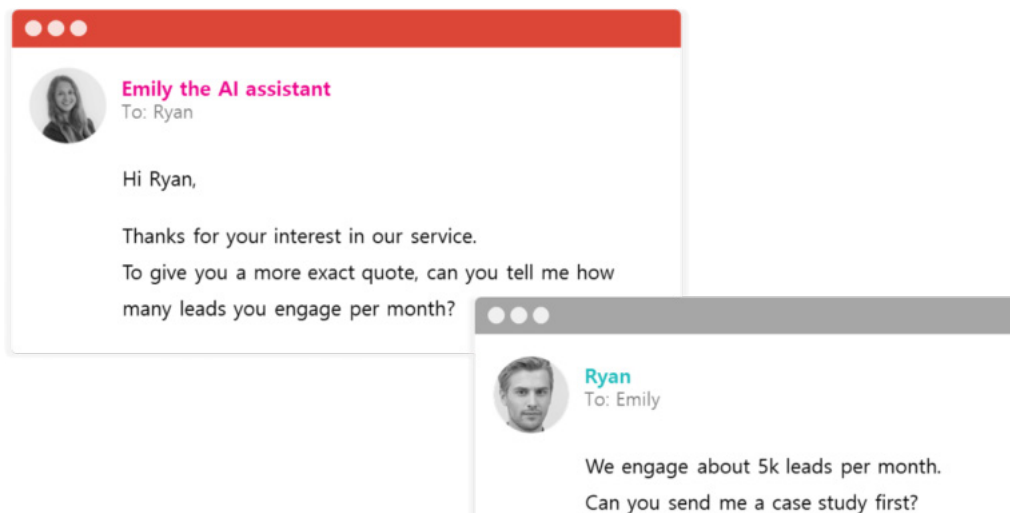 Emily the AI assistant
To: Ryan
Hi Ryan,
Thanks for your interest in our service.
To give you a more exact quote, can you tell me how
many leads you engage per month?
Ryan
To: Emily
We engage about 5k leads per month.
Can you send me a case study first?